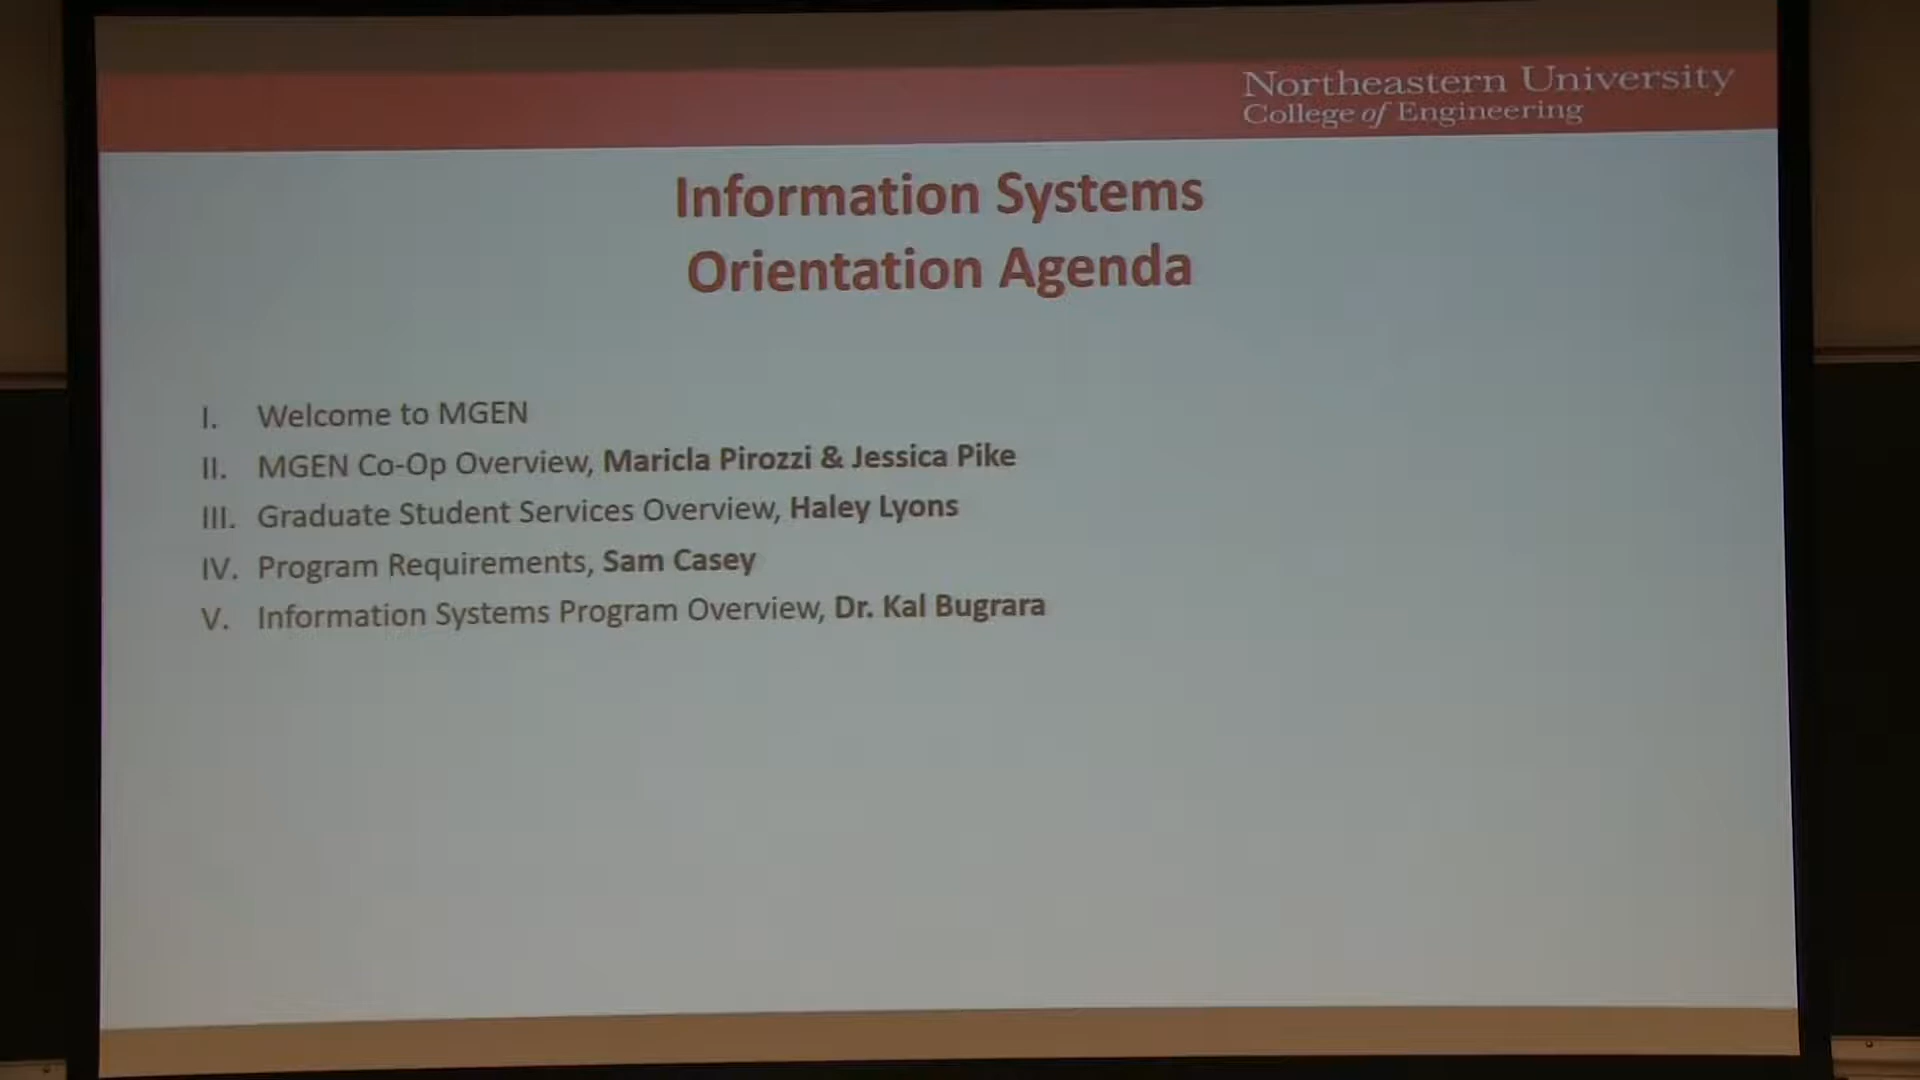 Northeastern University
College of Engineering
Information Systems
Orientation Agenda
I. Welcome to MGEN
II. MGEN Co-Op Overview, Maricla Pirozzi & Jessica Pike
III. Graduate Student Services Overview, Haley Lyons
IV. Program Requirements, Sam Casey
V. Information Systems Program Overview, Dr. Kal Bugrara